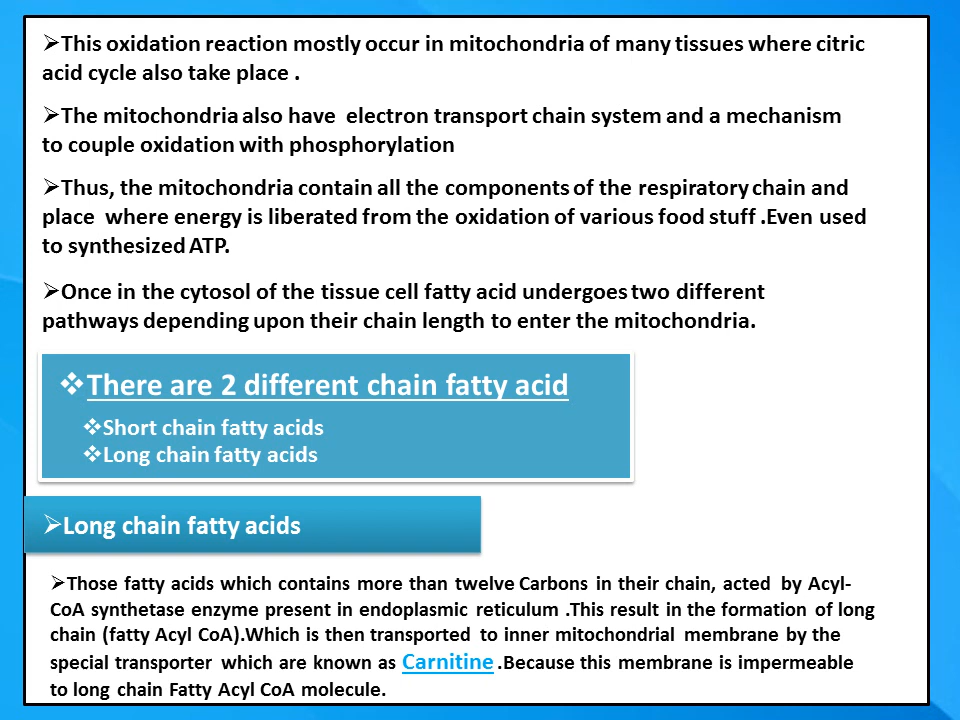 ➢This oxidation reaction mostly occur in mitochondria of many tissues where citric
acid cycle also take place .
➢The mitochondria also have electron transport chain system and a mechanism
to couple oxidation with phosphorylation
➢Thus, the mitochondria contain all the components of the respiratory chain and
place where energy is liberated from the oxidation of various food stuff .Even used
to synthesized ATP.
➢Once in the cytosol of the tissue cell fatty acid undergoes two different
pathways depending upon their chain length to enter the mitochondria.
❖There are 2 different chain fatty acid
❖Short chain fatty acids
❖Long chain fatty acids
➢Long chain fatty acids
➢Those fatty acids which contains more than twelve Carbons in their chain, acted by Acyl-
CoA synthetase enzyme present in endoplasmic reticulum .This result in the formation of long
chain (fatty Acyl CoA).Which is then transported to inner mitochondrial membrane by the
special transporter which are known as Carnitine .Because this membrane is impermeable
to long chain Fatty Acyl CoA molecule.